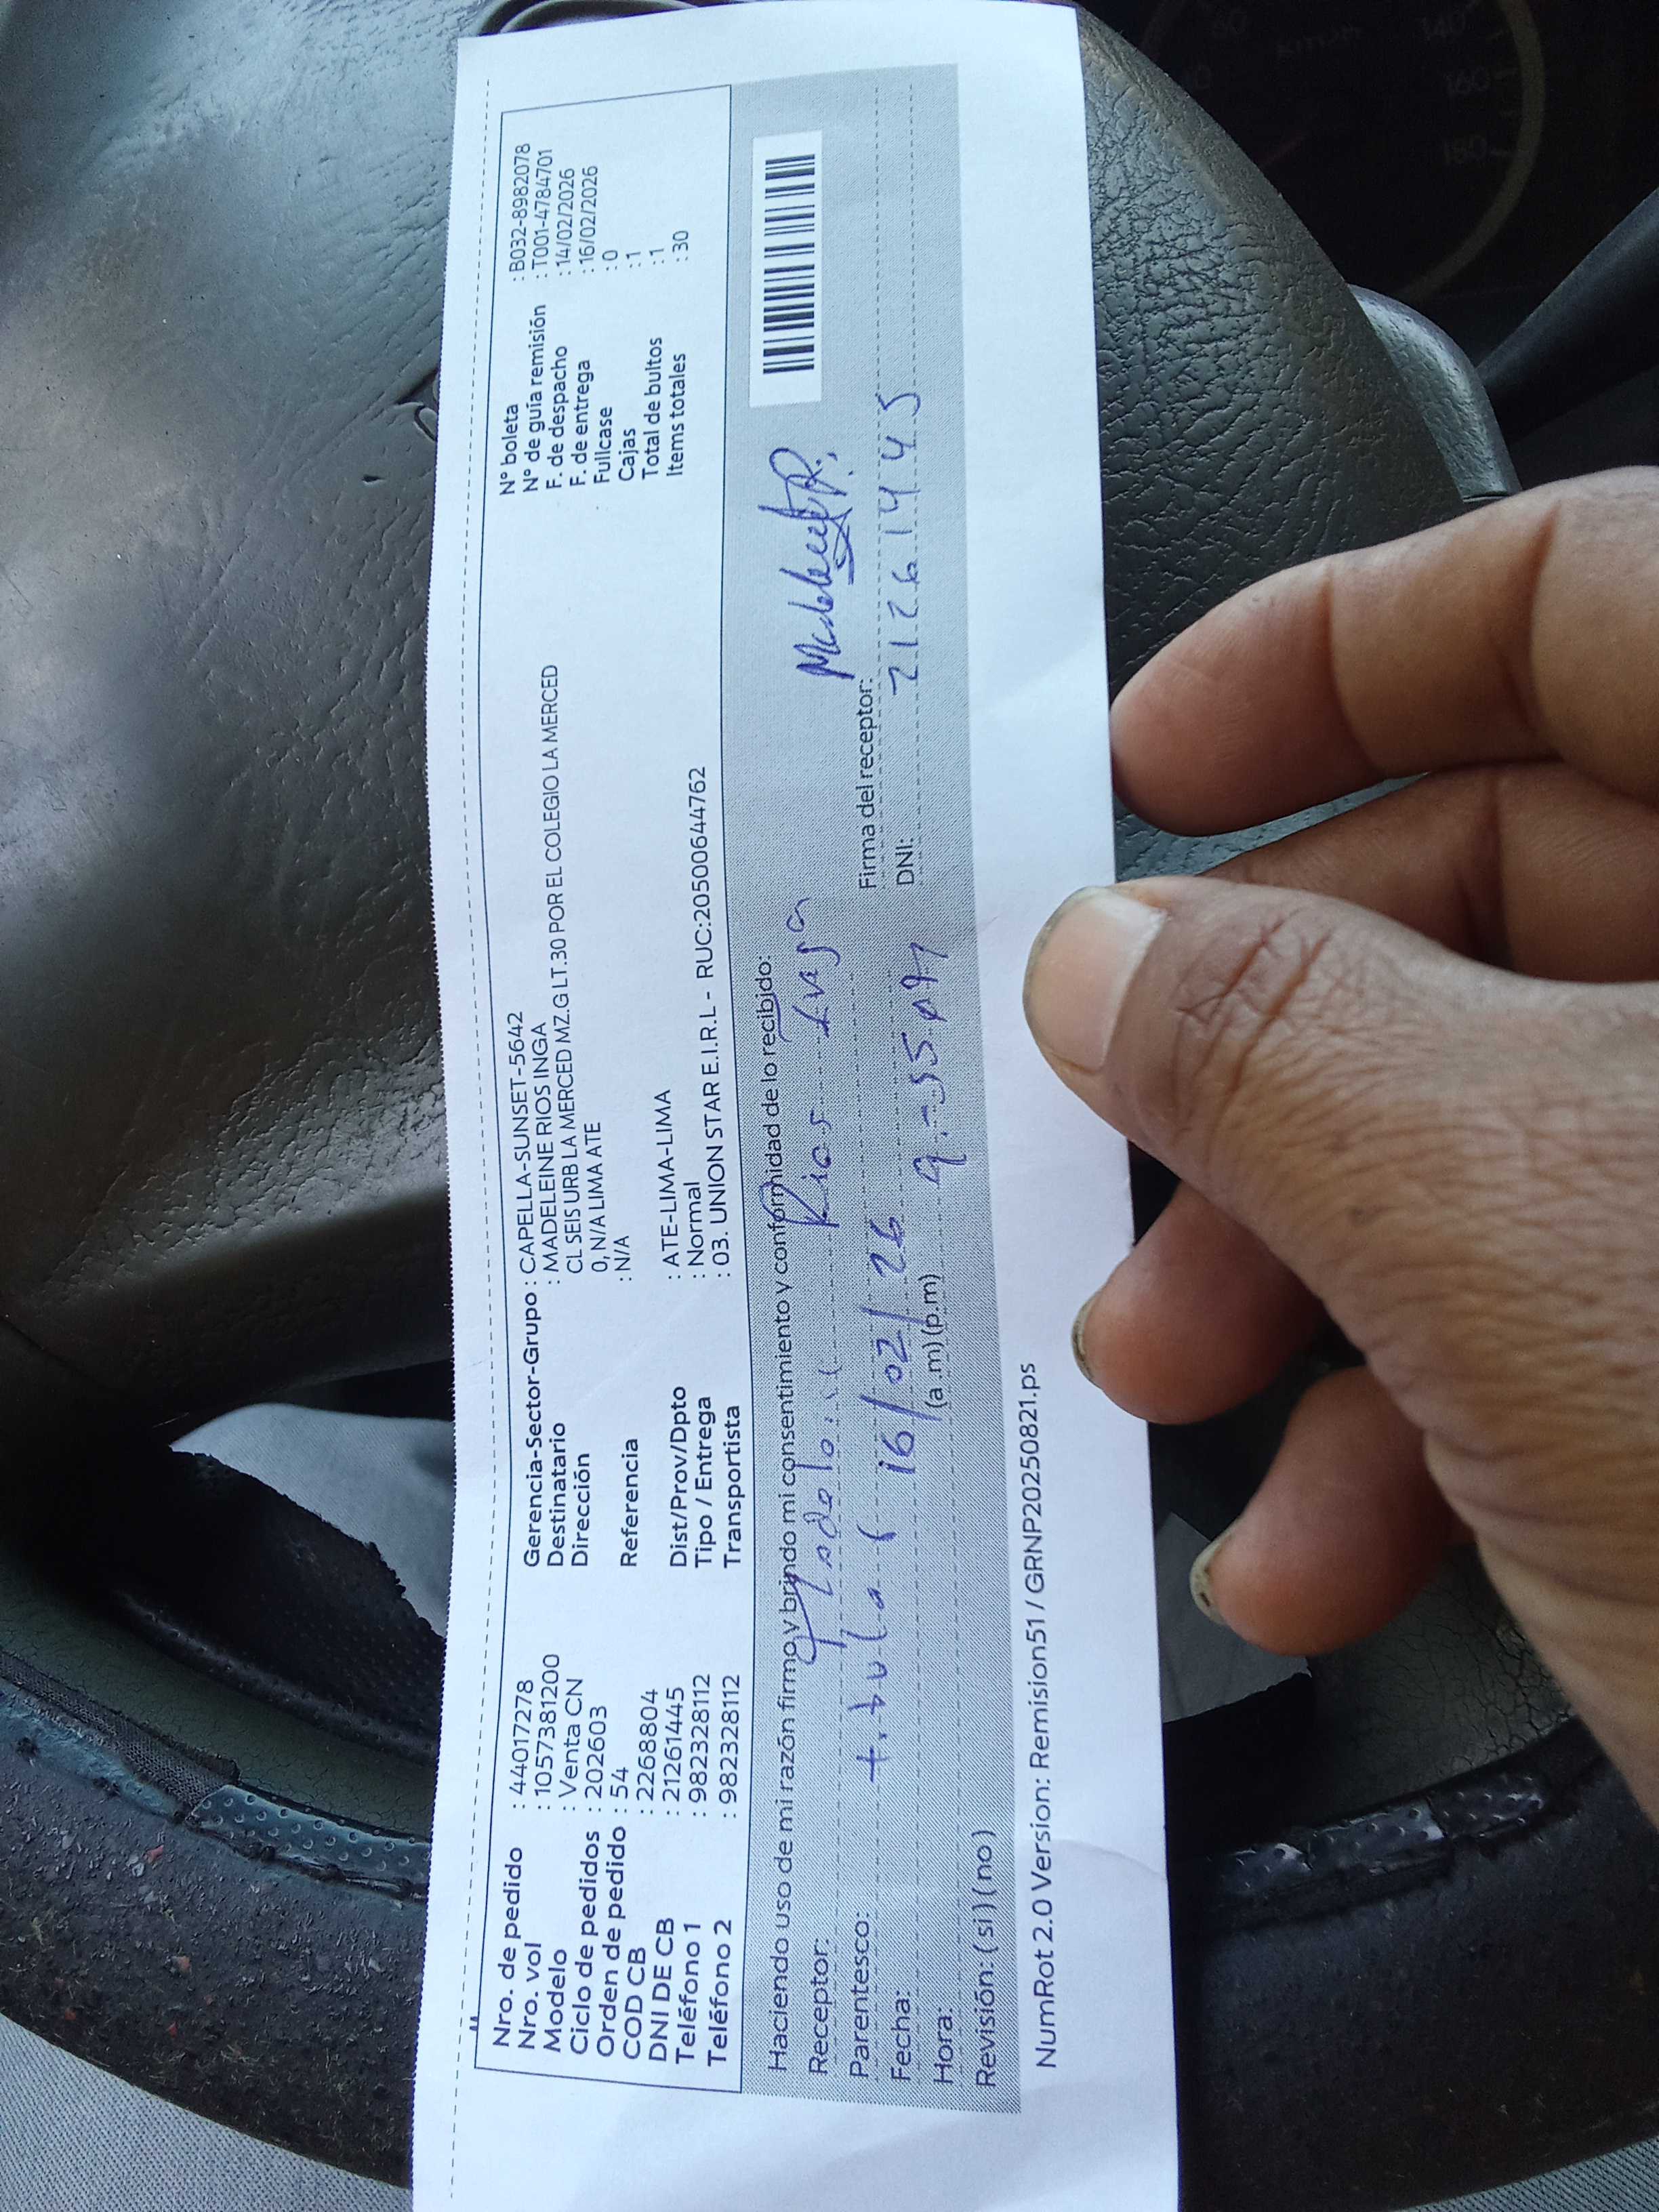 Nro. de pedido : 44017278
Nro. vol : 1057381200
Modelo : Venta CN
Ciclo de pedidos : 202603
Orden de pedido : 54
COD CB : 2268804
DNI DE CB : 21261445
Teléfono 1 : 982328112
Teléfono 2 : 982328112
Gerencia-Sector-Grupo : CAPELLA-SUNSET-5642
Destinatario : MADELEINE RIOS INGA
Dirección CL SEIS URB LA MERCED MZ.G LT.30 POR EL COLEGIO LA MERCED
0, N/A LIMA ATE
Referencia : N/A
Dist/Prov/Dpto : ATE-LIMA-LIMA
Tipo / Entrega : Normal
Transportista : 03. UNION STAR E.I.R.L - RUC:20500644762
N° boleta : B032-8982078
N° de guía remisión : T001-4784701
F. de despacho : 14/02/2026
F. de entrega : 16/02/2026
Fullcase : 0
Cajas : 1
Total de bultos : 1
Items totales : 30
Haciendo uso de mi razón firmo y brindo mi consentimiento y conformidad de lo recibido:
Receptor: Rios
Parentesco: titular
Fecha: 16/02/26
Hora: (a .m) (p.m) 9:55 am
Revisión: ( si ) ( no )
Firma del receptor:
DNI: 21261445
NumRot 2.0 Version: Remision51 / GRNP20250821.ps